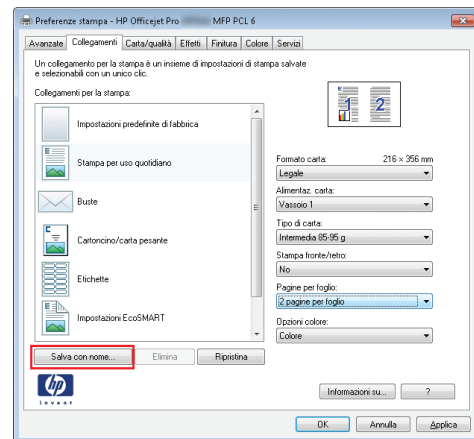 Preferenze stampa - HP Officejet Pro MFP PCL 6
Avanzate Collegamenti Carta/qualità Effetti Finitura Colore Servizi
Un collegamento per la stampa è un insieme di impostazioni di stampa salvate
e selezionabili con un unico clic.
Collegamenti per la stampa:
Impostazioni predefinite di fabbrica
Stampa per uso quotidiano
Buste
Cartoncino/carta pesante
Etichette
Impostazioni EcoSMART
Salva con nome... Elimina Ripristina
1 2
Formato carta: 216 × 356 mm
Legale
Alimentaz. carta:
Vassoio 1
Tipo di carta:
Intermedia 85-95 g
Stampa fronte/retro:
No
Pagine per foglio:
2 pagine per foglio
Opzioni colore:
Colore
hp
invent
Informazioni su... ?
OK Annulla Applica